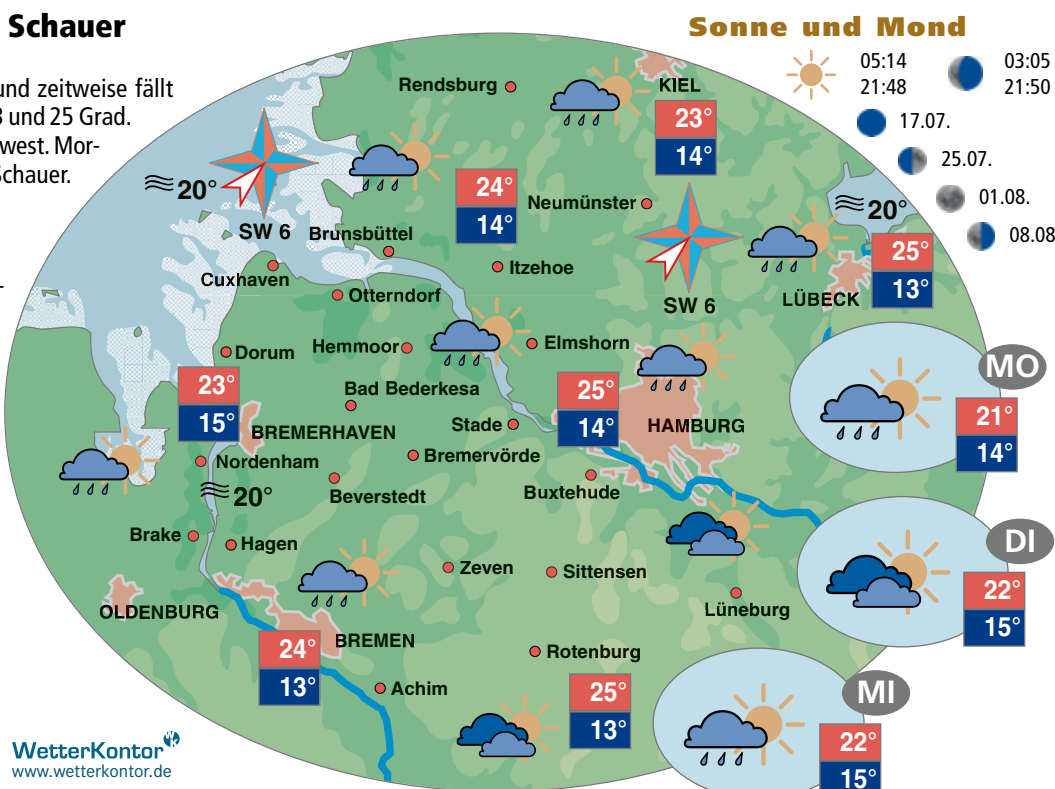 Schauer
und zeitweise fällt
und 25 Grad.
west. Mor-
Schauer.
Sonne und Mond
05:14
21:48
03:05
21:50
17.07.
25.07.
01.08.
08.08
Rendsburg
KIEL
23°
14°
20°
SW 6
24°
14°
Neumünster
SW 6
20°
Brunsbüttel
Cuxhaven
Itzehoe
25°
13°
LÜBECK
Otterndorf
Dorum
Hemmoor
Elmshorn
MO
21°
14°
23°
15°
Bad Bederkesa
25°
14°
BREMERHAVEN
Stade
HAMBURG
Nordenham
Bremervörde
20°
Beverstedt
Buxtehude
Brake
Hagen
DI
22°
15°
Zeven
Sittensen
Lüneburg
OLDENBURG
BREMEN
24°
13°
Rotenburg
Achim
25°
13°
MI
22°
15°
WetterKontor
WK
www.wetterkontor.de